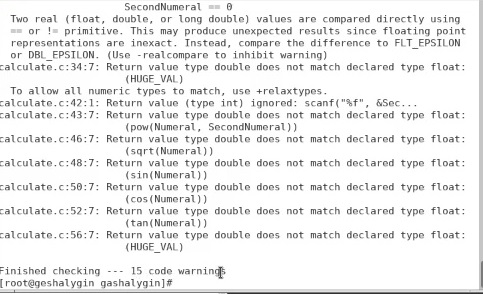 SecondNumeral == 0
Two real (float, double, or long double) values are compared directly using
== or != primitive. This may produce unexpected results since floating point
representations are inexact. Instead, compare the difference to FLT_EPSILON
or DBL_EPSILON. (Use -realcompare to inhibit warning)
calculate.c:34:7: Return value type double does not match declared type float:
(HUGE_VAL)
To allow all numeric types to match, use +relaxtypes.
calculate.c:42:1: Return value (type int) ignored: scanf("%f", &Sec...
calculate.c:43:7: Return value type double does not match declared type float:
(pow(Numeral, SecondNumeral))
calculate.c:46:7: Return value type double does not match declared type float:
(sqrt(Numeral))
calculate.c:48:7: Return value type double does not match declared type float:
(sin(Numeral))
calculate.c:50:7: Return value type double does not match declared type float:
(cos(Numeral))
calculate.c:52:7: Return value type double does not match declared type float:
(tan(Numeral))
calculate.c:56:7: Return value type double does not match declared type float:
(HUGE_VAL)
Finished checking --- 15 code warnings
[root@geshalygin gashalygin]#